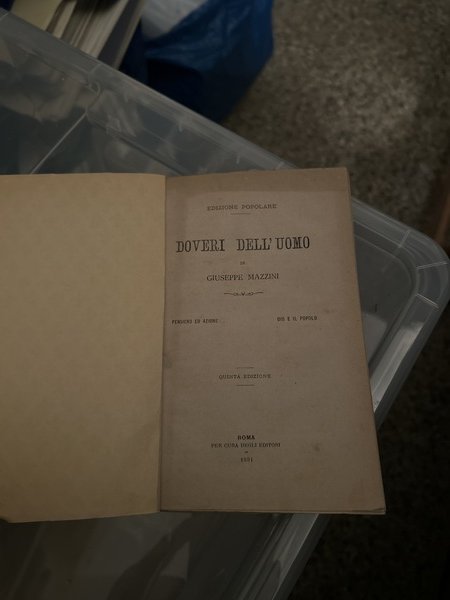 EDIZIONE POPOLARE
DOVERI DELL'UOMO
DI
GIUSEPPE MAZZINI
PENSIERO ED AZIONE DIO E IL POPOLO
QUINTA EDIZIONE
ROMA
PER CURA DEGLI EDITORI
1891